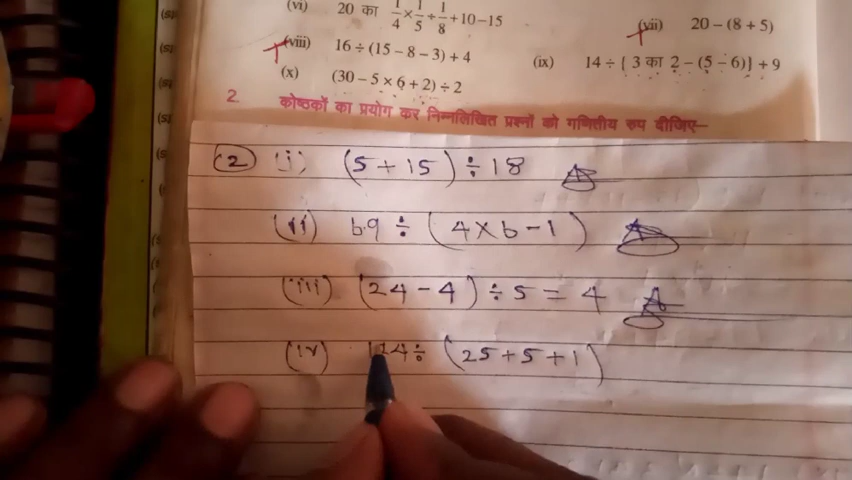 (vi) 20 का 1/4 × 1/5 ÷ 1/8 + 10 – 15
(vii) 20 – (8 + 5)
(viii) 16 ÷ (15 – 8 – 3) + 4
(ix) 14 ÷ { 3 का 2 – (5 – 6)} + 9
(x) (30 – 5 × 6 + 2) ÷ 2
2. कोष्ठकों का प्रयोग कर निम्नलिखित प्रश्नों को गणितीय रुप दीजिए–
(2) (i) (5 + 15) ÷ 18
(ii) 69 ÷ (4 × 6 – 1)
(iii) (24 – 4) ÷ 5 = 4
(iv) ÷ (25 + 5 + 1)